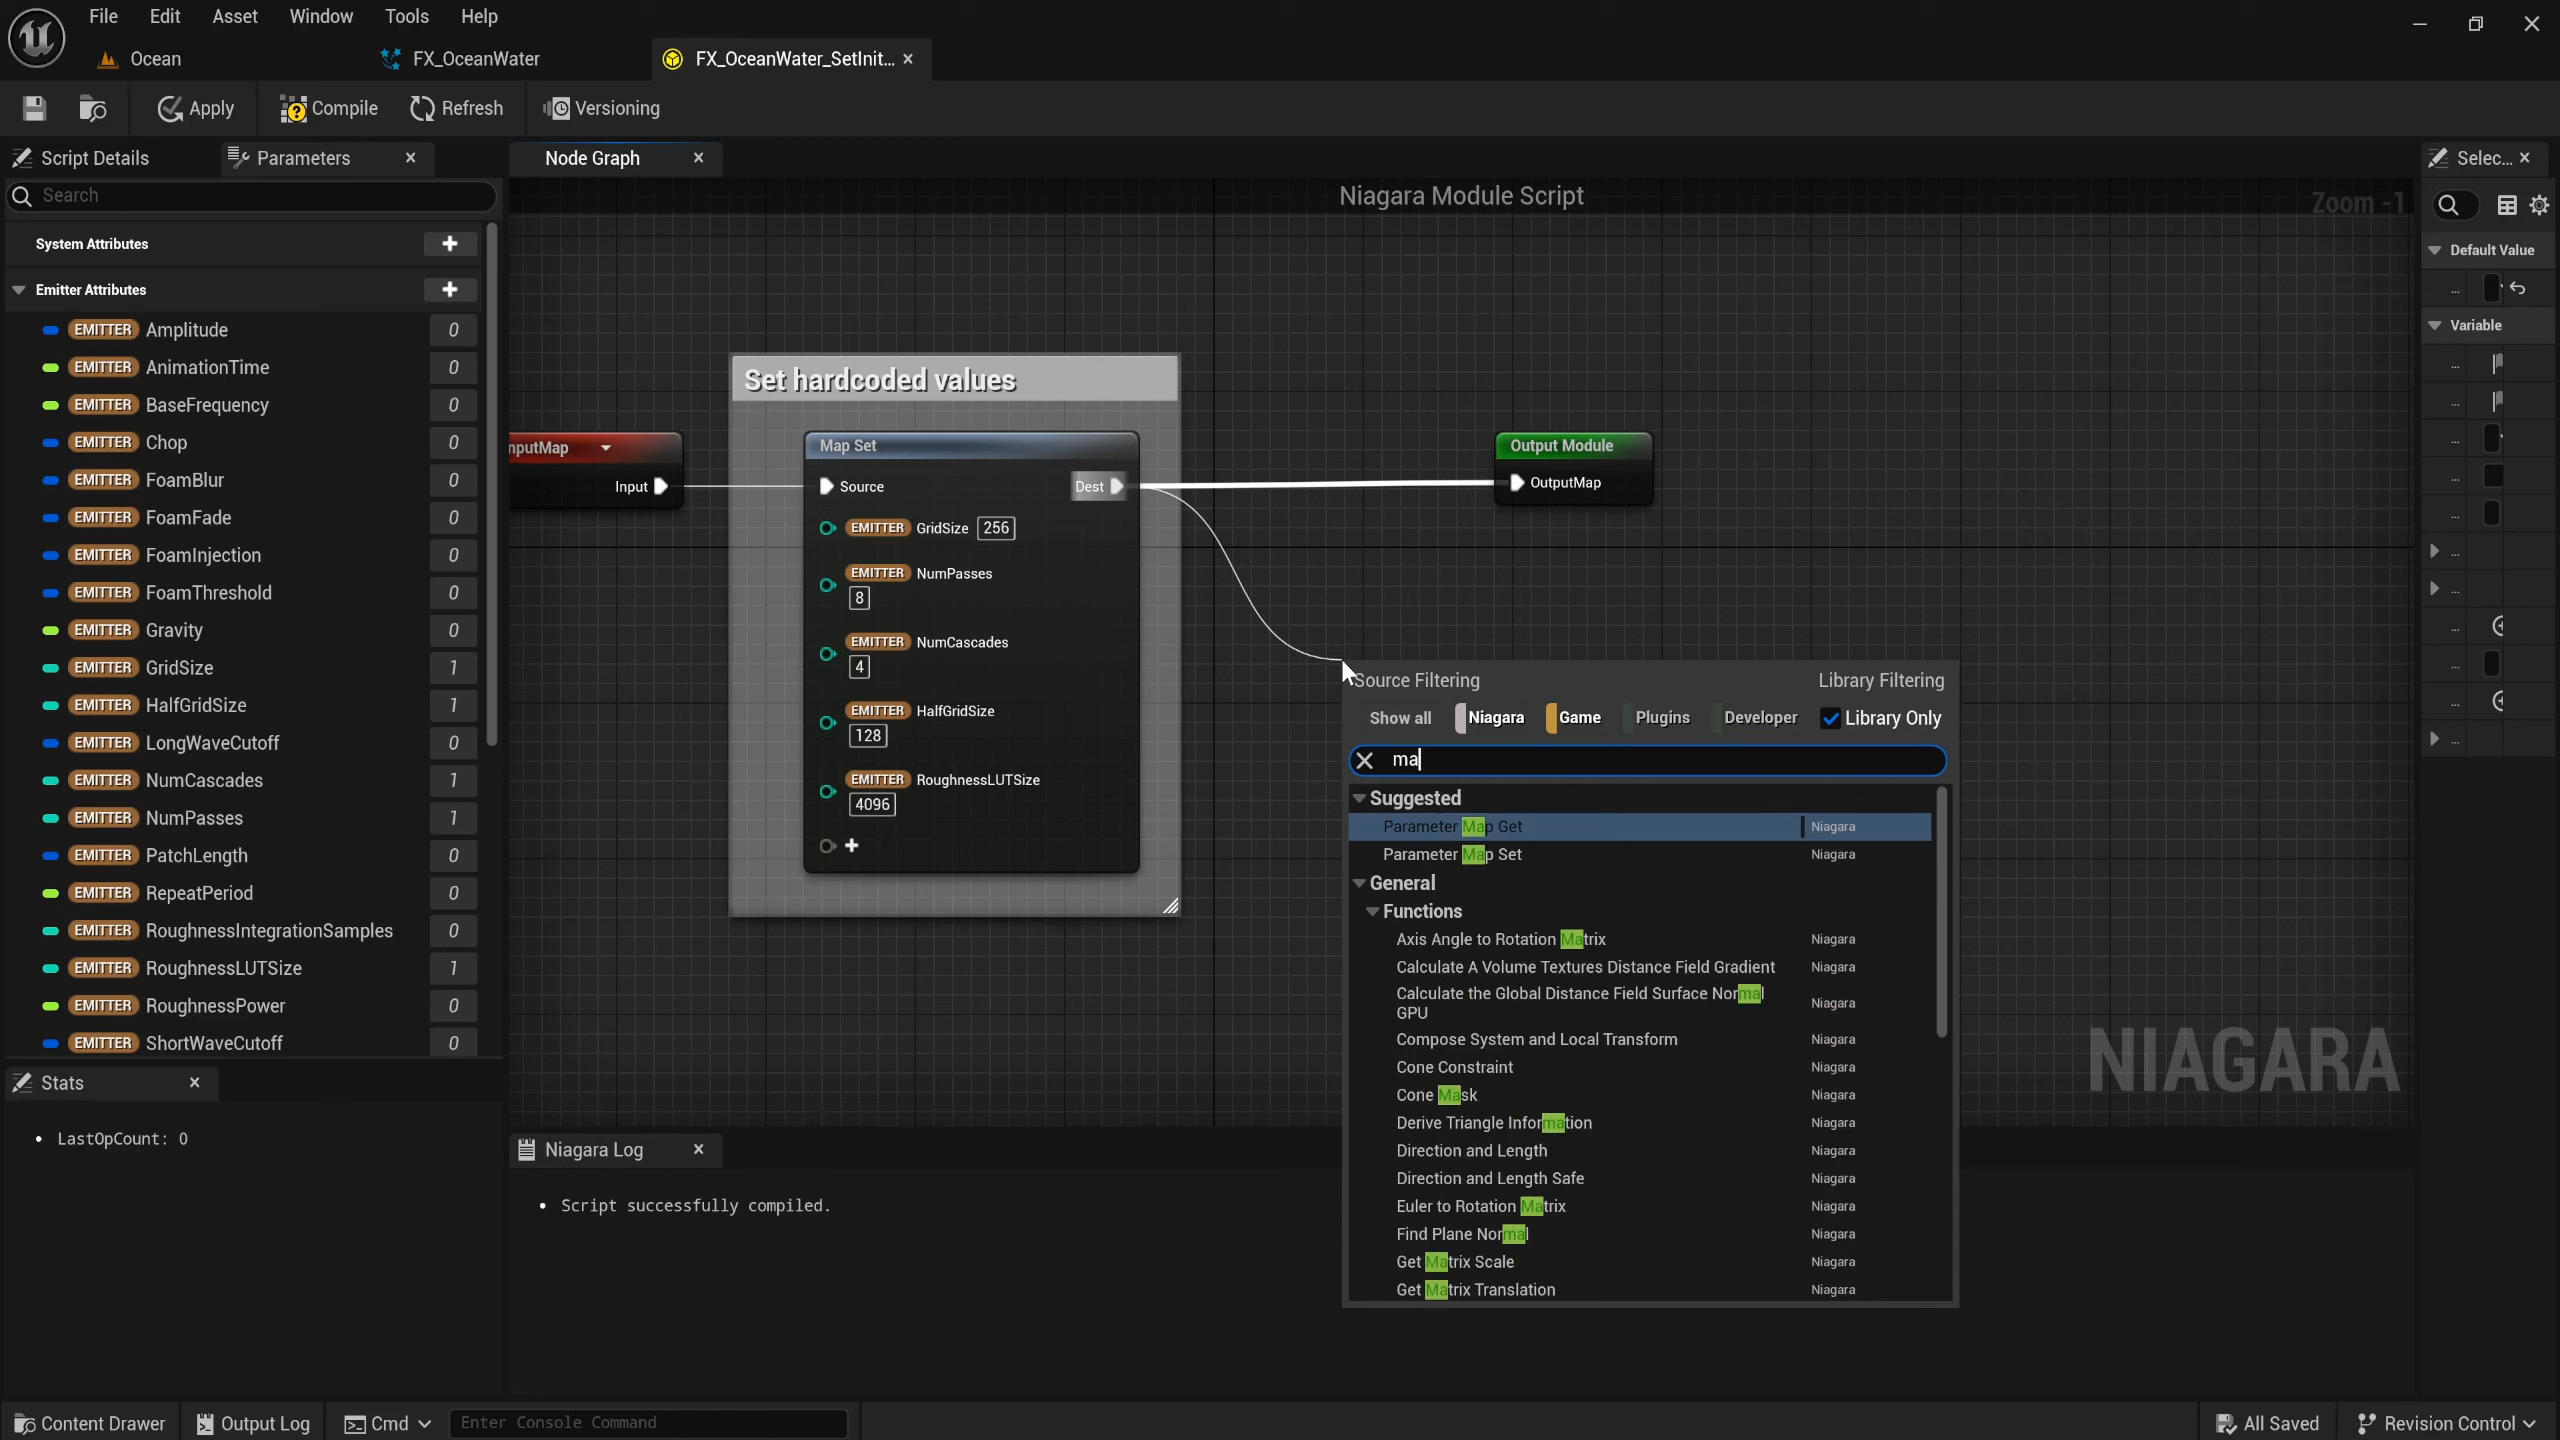 File Edit Asset Window Tools Help
Ocean FX_OceanWater FX_OceanWater_SetInit...
Apply Compile Refresh Versioning
Script Details Parameters Node Graph Selec...
Search
Niagara Module Script
Zoom -1
System Attributes
Default Value
Emitter Attributes
Variable
EMITTER Amplitude 0
EMITTER AnimationTime 0
EMITTER BaseFrequency 0
EMITTER Chop 0
EMITTER FoamBlur 0
EMITTER FoamFade 0
EMITTER FoamInjection 0
EMITTER FoamThreshold 0
EMITTER Gravity 0
EMITTER GridSize 1
EMITTER HalfGridSize 1
EMITTER LongWaveCutoff 0
EMITTER NumCascades 1
EMITTER NumPasses 1
EMITTER PatchLength 0
EMITTER RepeatPeriod 0
EMITTER RoughnessIntegrationSamples 0
EMITTER RoughnessLUTSize 1
EMITTER RoughnessPower 0
EMITTER ShortWaveCutoff 0
Stats
LastOpCount: 0
nputMap
Input
Set hardcoded values
Map Set
Source Dest
EMITTER GridSize 256
EMITTER NumPasses
8
EMITTER NumCascades
4
EMITTER HalfGridSize
128
EMITTER RoughnessLUTSize
4096
Output Module
OutputMap
Source Filtering Library Filtering
Show all Niagara Game Plugins Developer Library Only
ma
Suggested
Parameter Map Get Niagara
Parameter Map Set Niagara
General
Functions
Axis Angle to Rotation Matrix Niagara
Calculate A Volume Textures Distance Field Gradient Niagara
Calculate the Global Distance Field Surface Normal
GPU Niagara
Compose System and Local Transform Niagara
Cone Constraint Niagara
Cone Mask Niagara
Derive Triangle Information Niagara
Direction and Length Niagara
Direction and Length Safe Niagara
Euler to Rotation Matrix Niagara
Find Plane Normal Niagara
Get Matrix Scale Niagara
Get Matrix Translation Niagara
NIAGARA
Niagara Log
Script successfully compiled.
Content Drawer Output Log Cmd Enter Console Command All Saved Revision Control